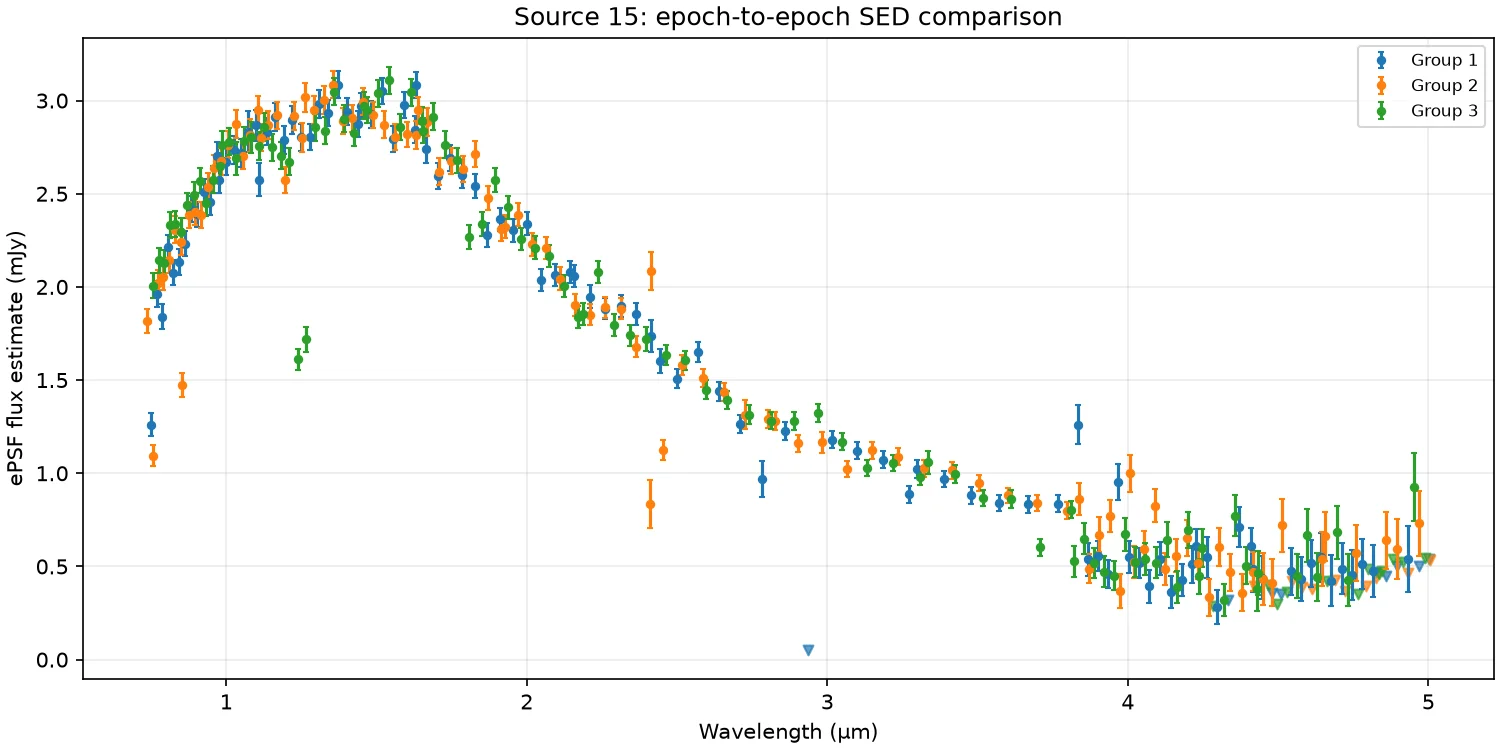 Source 15: epoch-to-epoch SED comparison
Group 1
Group 2
Group 3
ePSF flux estimate (mJy)
3.0
2.5
2.0
1.5
1.0
0.5
0.0
1 2 3 4 5
Wavelength (μm)